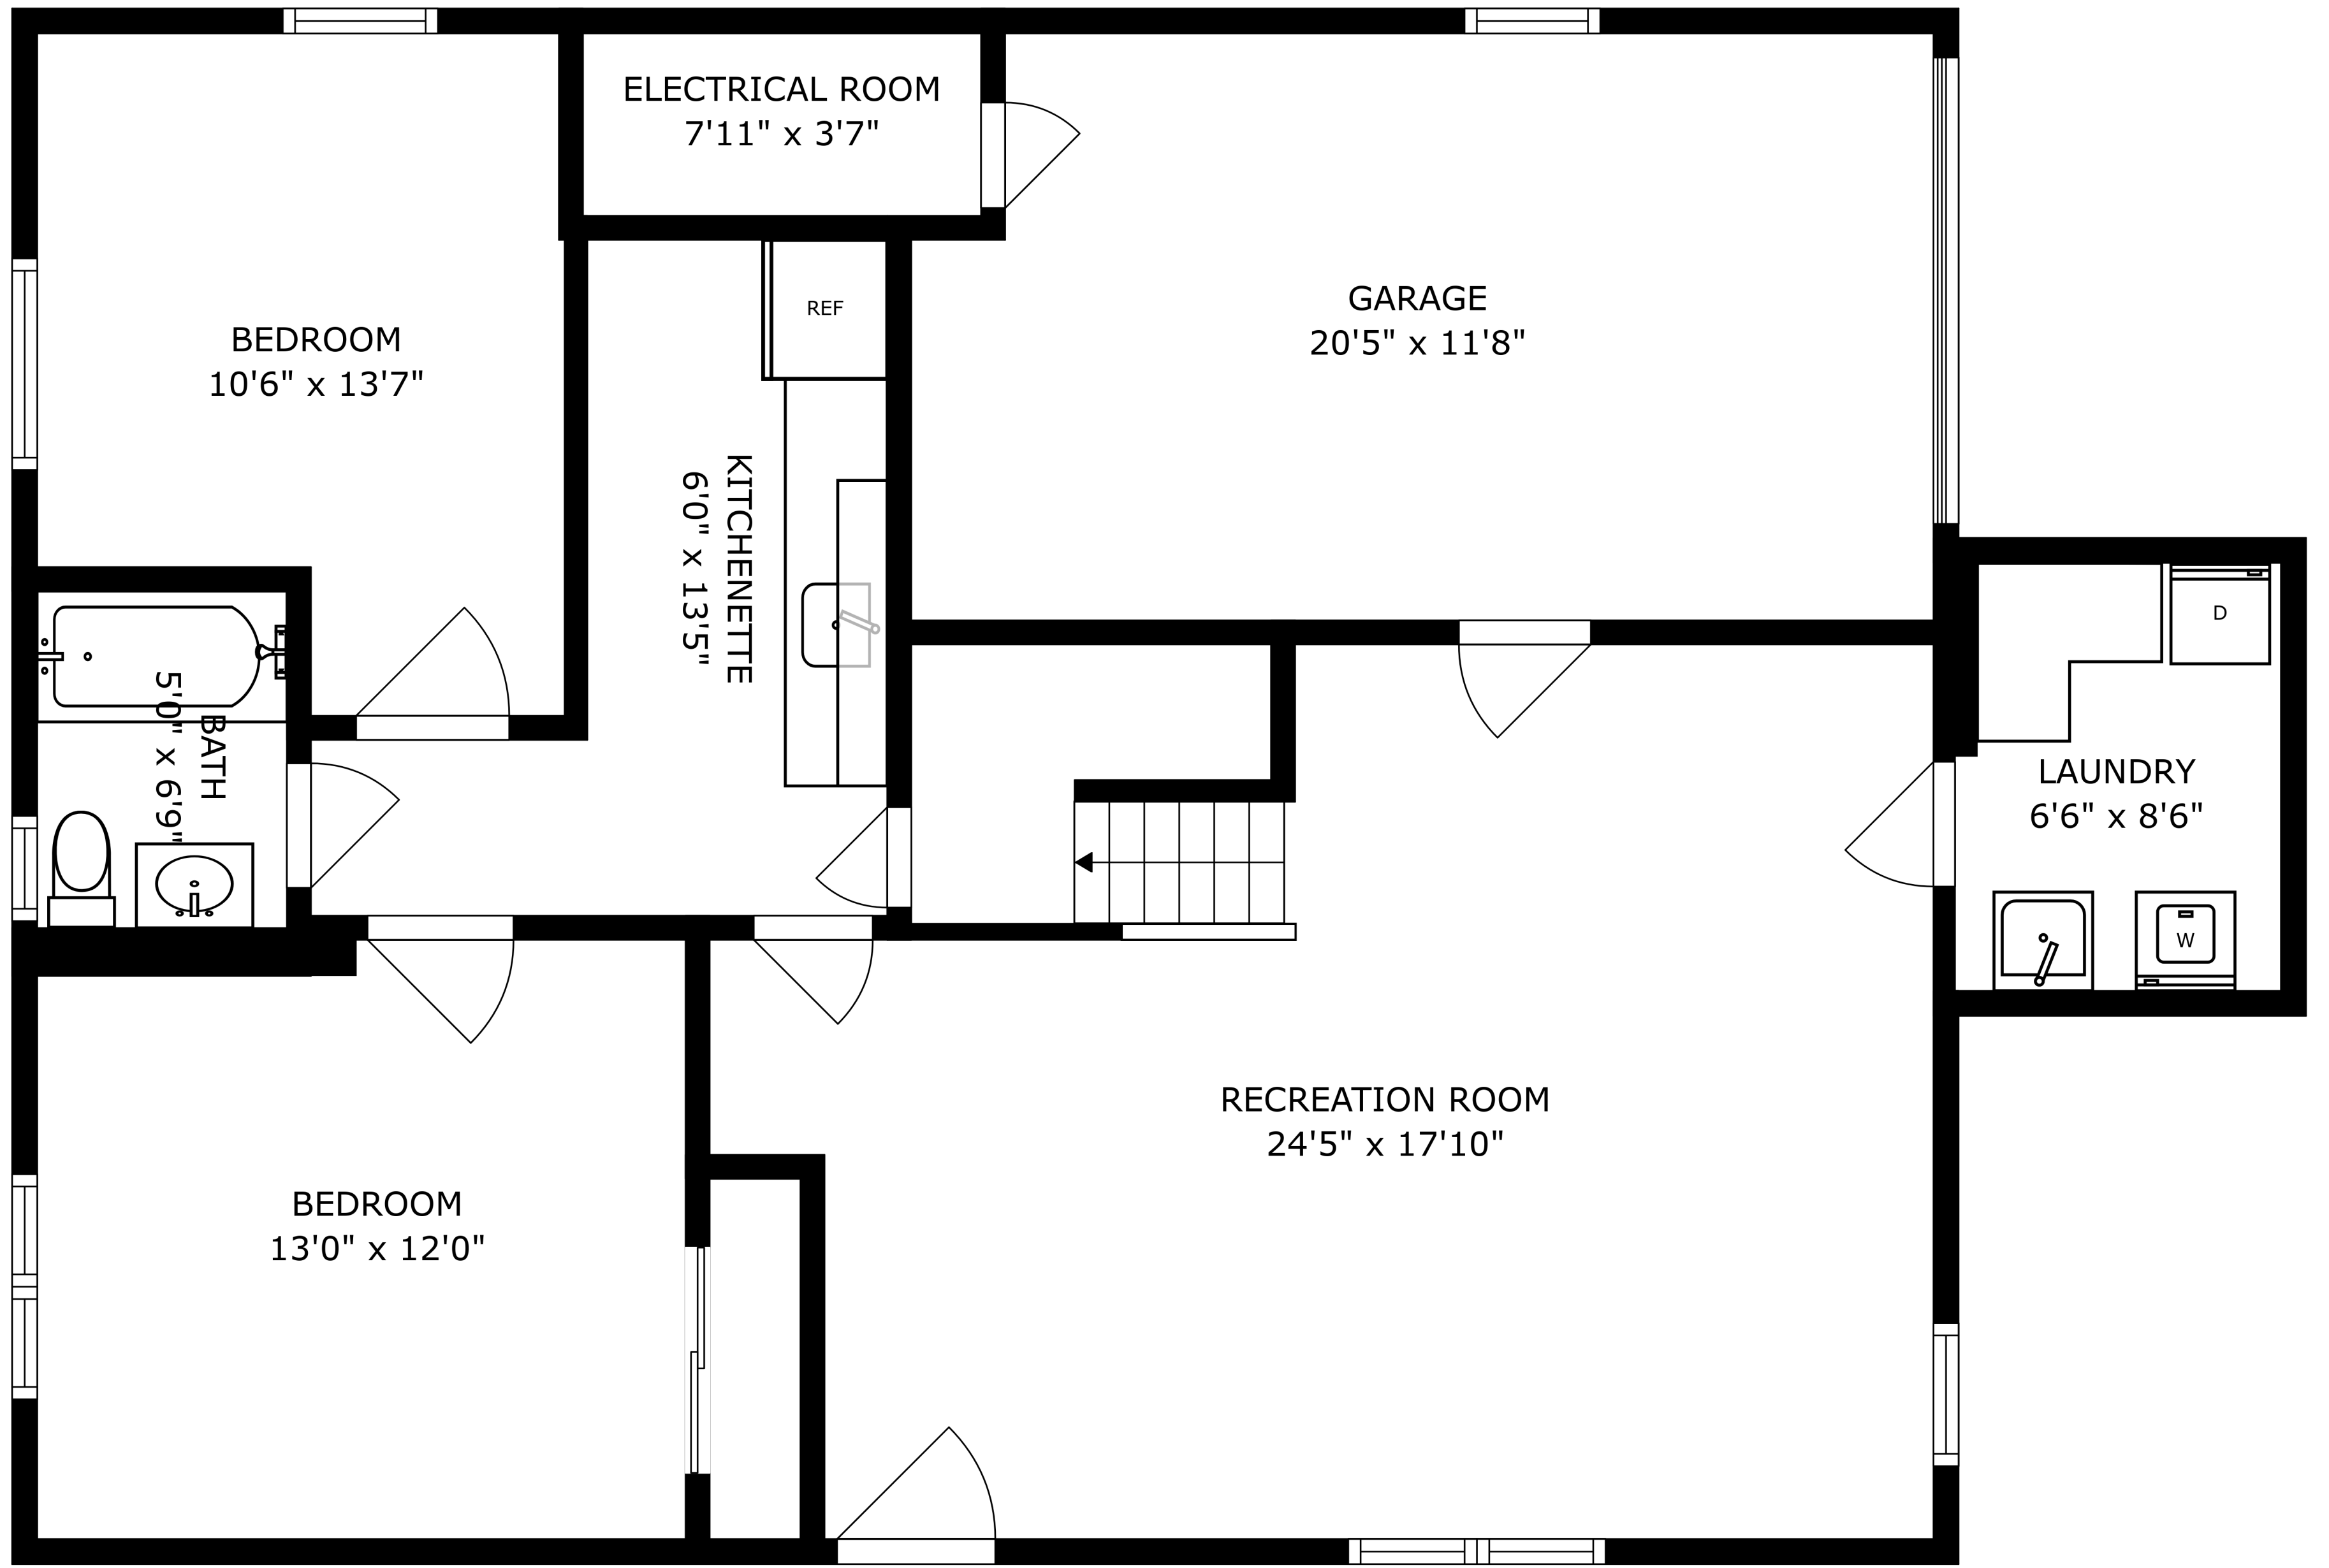 ELECTRICAL ROOM
7'11" x 3'7"
GARAGE
20'5" x 11'8"
REF
BEDROOM
10'6" x 13'7"
KITCHENETTE
6'0" x 13'5"
D
BATH
5'0" x 6'9"
LAUNDRY
6'6" x 8'6"
W
RECREATION ROOM
24'5" x 17'10"
BEDROOM
13'0" x 12'0"